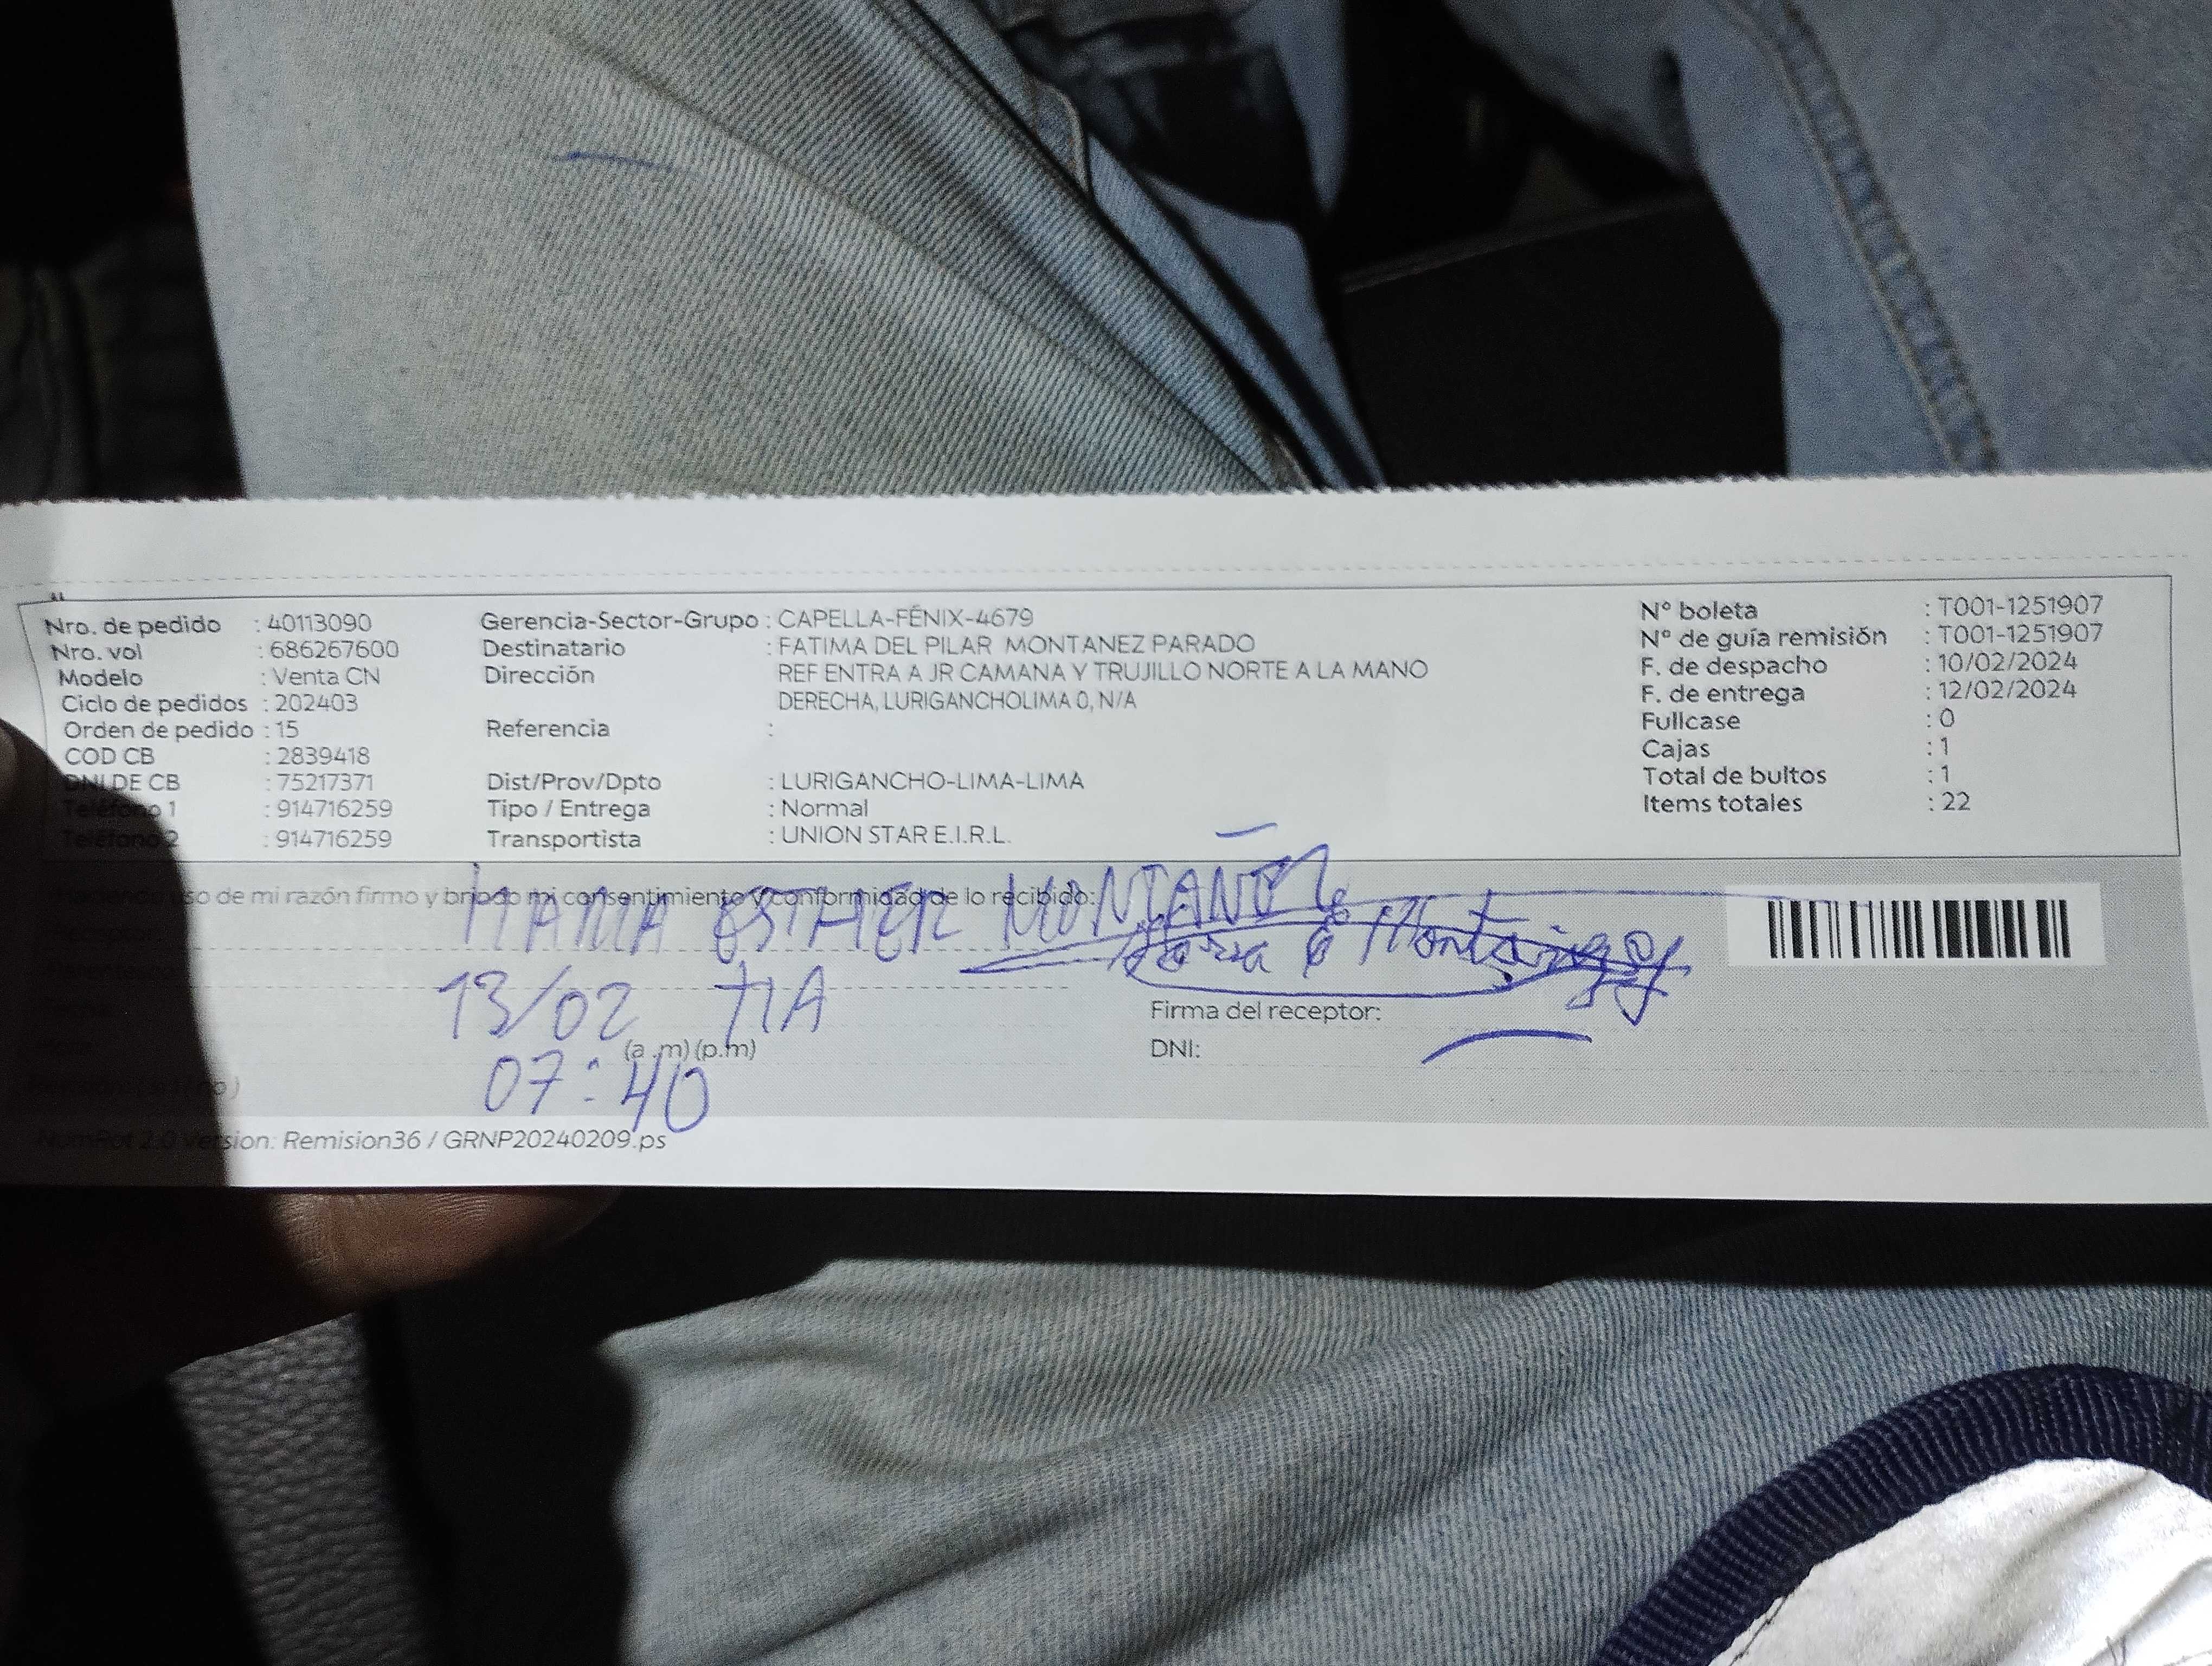 Nro. de pedido : 40113090
Nro. vol : 686267600
Modelo : Venta CN
Ciclo de pedidos : 202403
Orden de pedido : 15
COD CB : 2839418
DNI DE CB : 75217371
Teléfono 1 : 914716259
Teléfono 2 : 914716259
Gerencia-Sector-Grupo : CAPELLA-FÉNIX-4679
Destinatario : FATIMA DEL PILAR MONTANEZ PARADO
Dirección : REF ENTRA A JR CAMANA Y TRUJILLO NORTE A LA MANO
DERECHA, LURIGANCHOLIMA 0, N/A
Referencia :
Dist/Prov/Dpto : LURIGANCHO-LIMA-LIMA
Tipo / Entrega : Normal
Transportista : UNION STAR E.I.R.L.
N° boleta : T001-1251907
N° de guía remisión : T001-1251907
F. de despacho : 10/02/2024
F. de entrega : 12/02/2024
Fullcase : 0
Cajas : 1
Total de bultos : 1
Items totales : 22
Haciendo uso de mi razón firmo y brindo mi consentimiento y conformidad de lo recibido:
MARIA ESTHER MONTAÑEZ
13/02 TIA
Firma del receptor:
(a .m) (p.m)
DNI:
07:40
version: Remision36 / GRNP20240209.ps